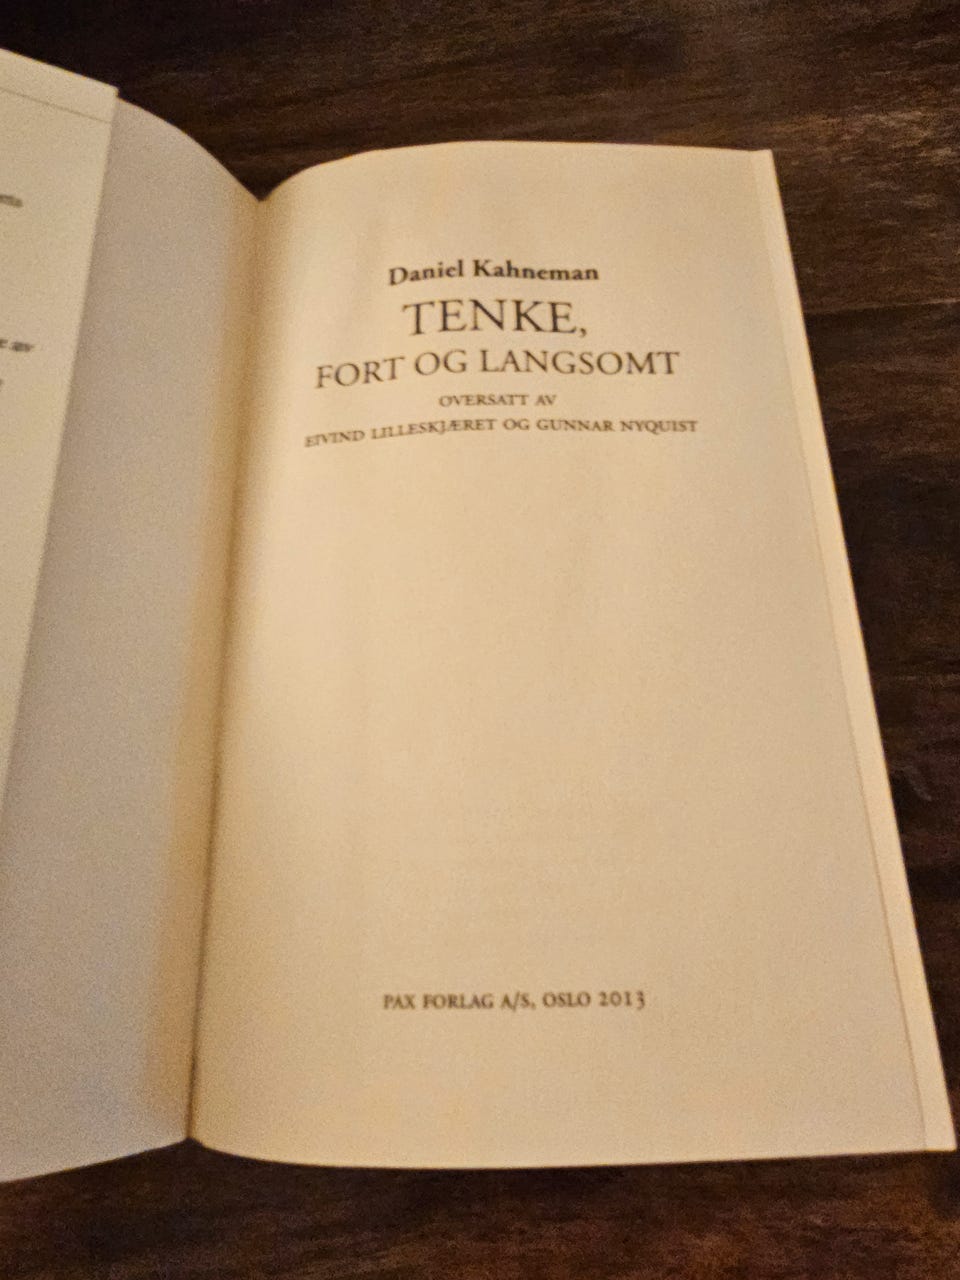 Daniel Kahneman
TENKE,
FORT OG LANGSOMT
OVERSATT AV
EIVIND LILLESKJÆRET OG GUNNAR NYQUIST
PAX FORLAG A/S, OSLO 2013